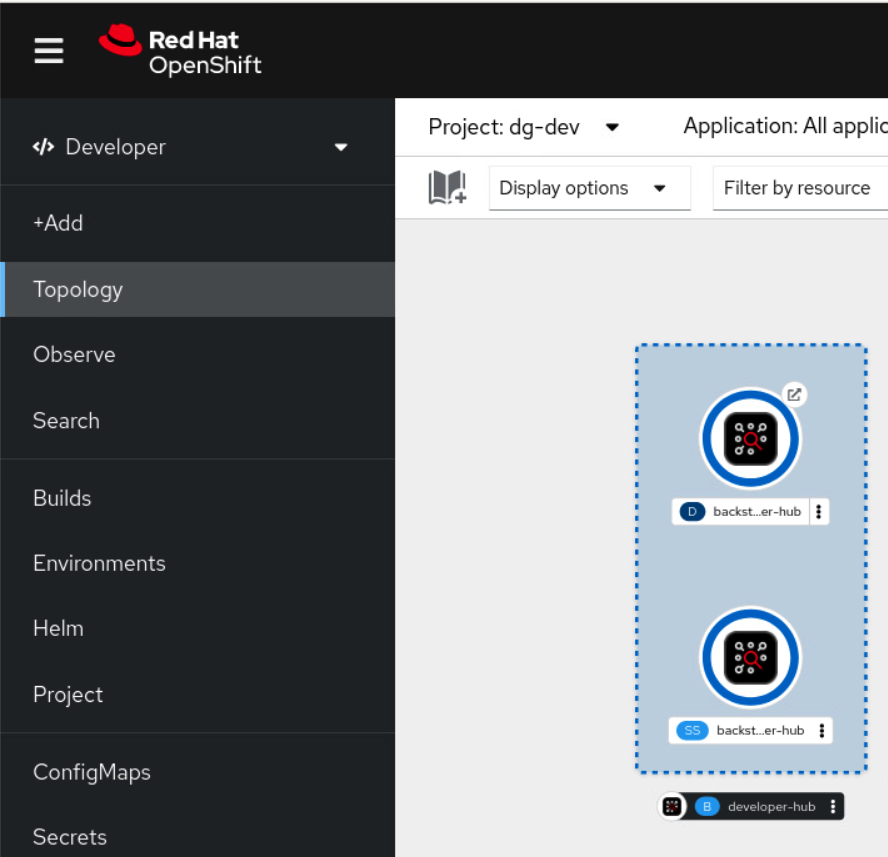 Red Hat
OpenShift
Developer
+Add
Topology
Observe
Search
Builds
Environments
Helm
Project
ConfigMaps
Secrets
Project: dg-dev
Application: All applic
Display options
Filter by resource
D backst...er-hub
SS backst...er-hub
B developer-hub